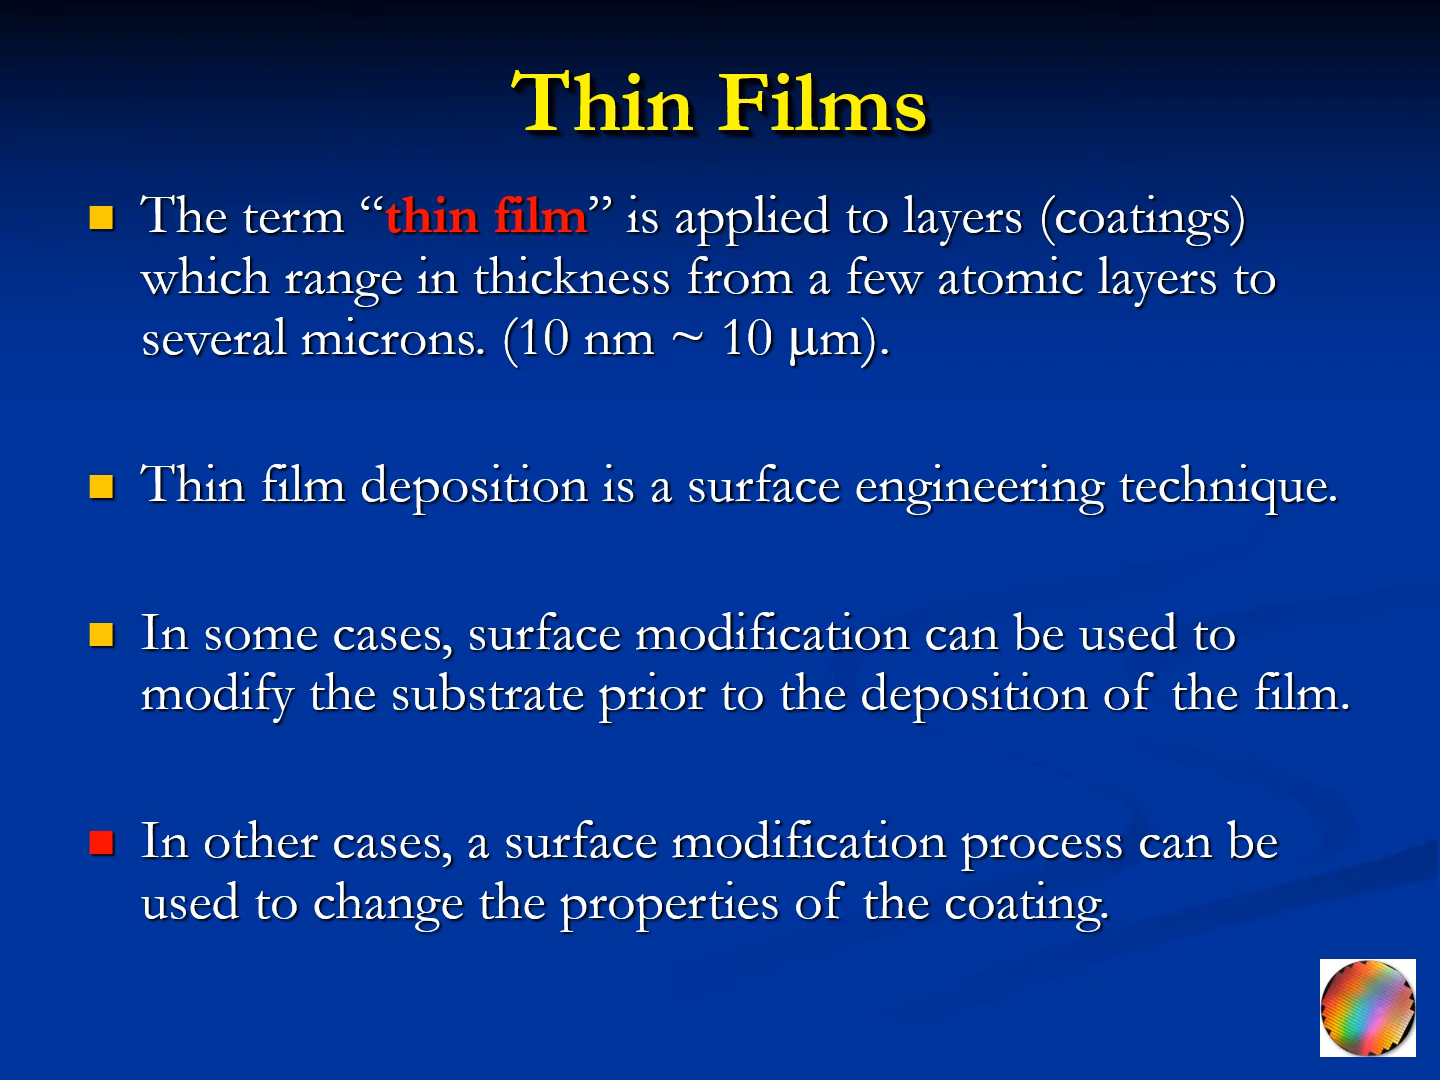 Thin Films
The term “thin film” is applied to layers (coatings)
which range in thickness from a few atomic layers to
several microns. (10 nm ~ 10 μm).
Thin film deposition is a surface engineering technique.
In some cases, surface modification can be used to
modify the substrate prior to the deposition of the film.
In other cases, a surface modification process can be
used to change the properties of the coating.